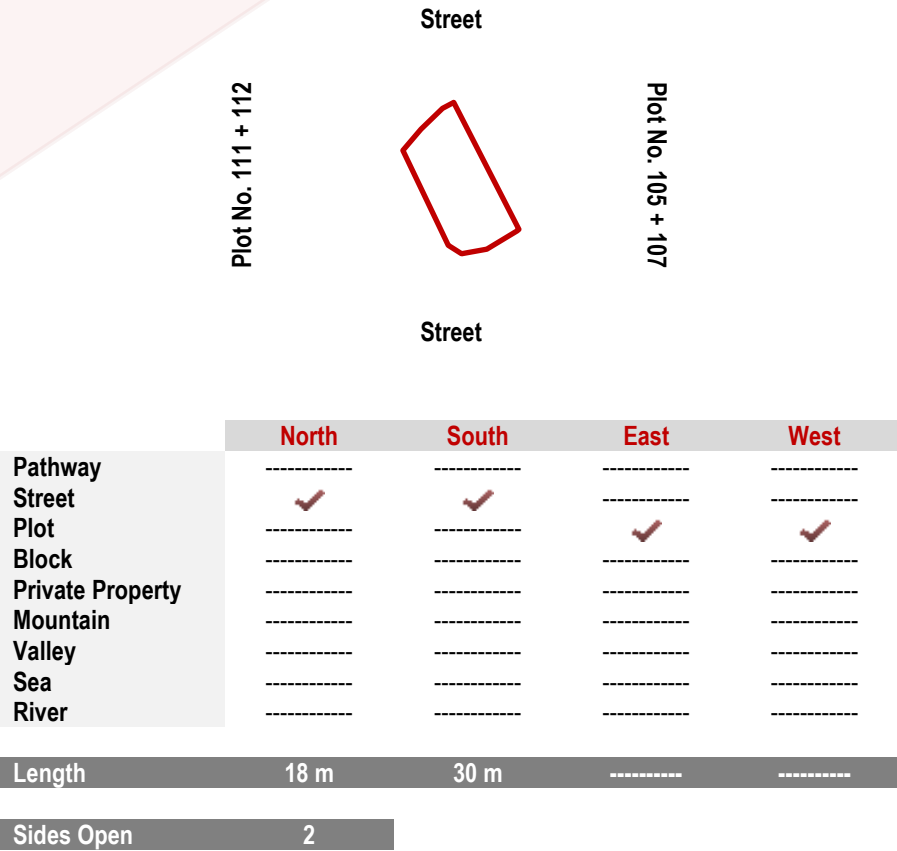 Street
Plot No. 111 + 112
Plot No. 105 + 107
Street
North South East West
Pathway ------------ ------------ ------------ ------------
Street ✓ ✓ ------------ ------------
Plot ------------ ------------ ✓ ✓
Block ------------ ------------ ------------ ------------
Private Property ------------ ------------ ------------ ------------
Mountain ------------ ------------ ------------ ------------
Valley ------------ ------------ ------------ ------------
Sea ------------ ------------ ------------ ------------
River ------------ ------------ ------------ ------------
Length 18 m 30 m ---------- ----------
Sides Open 2